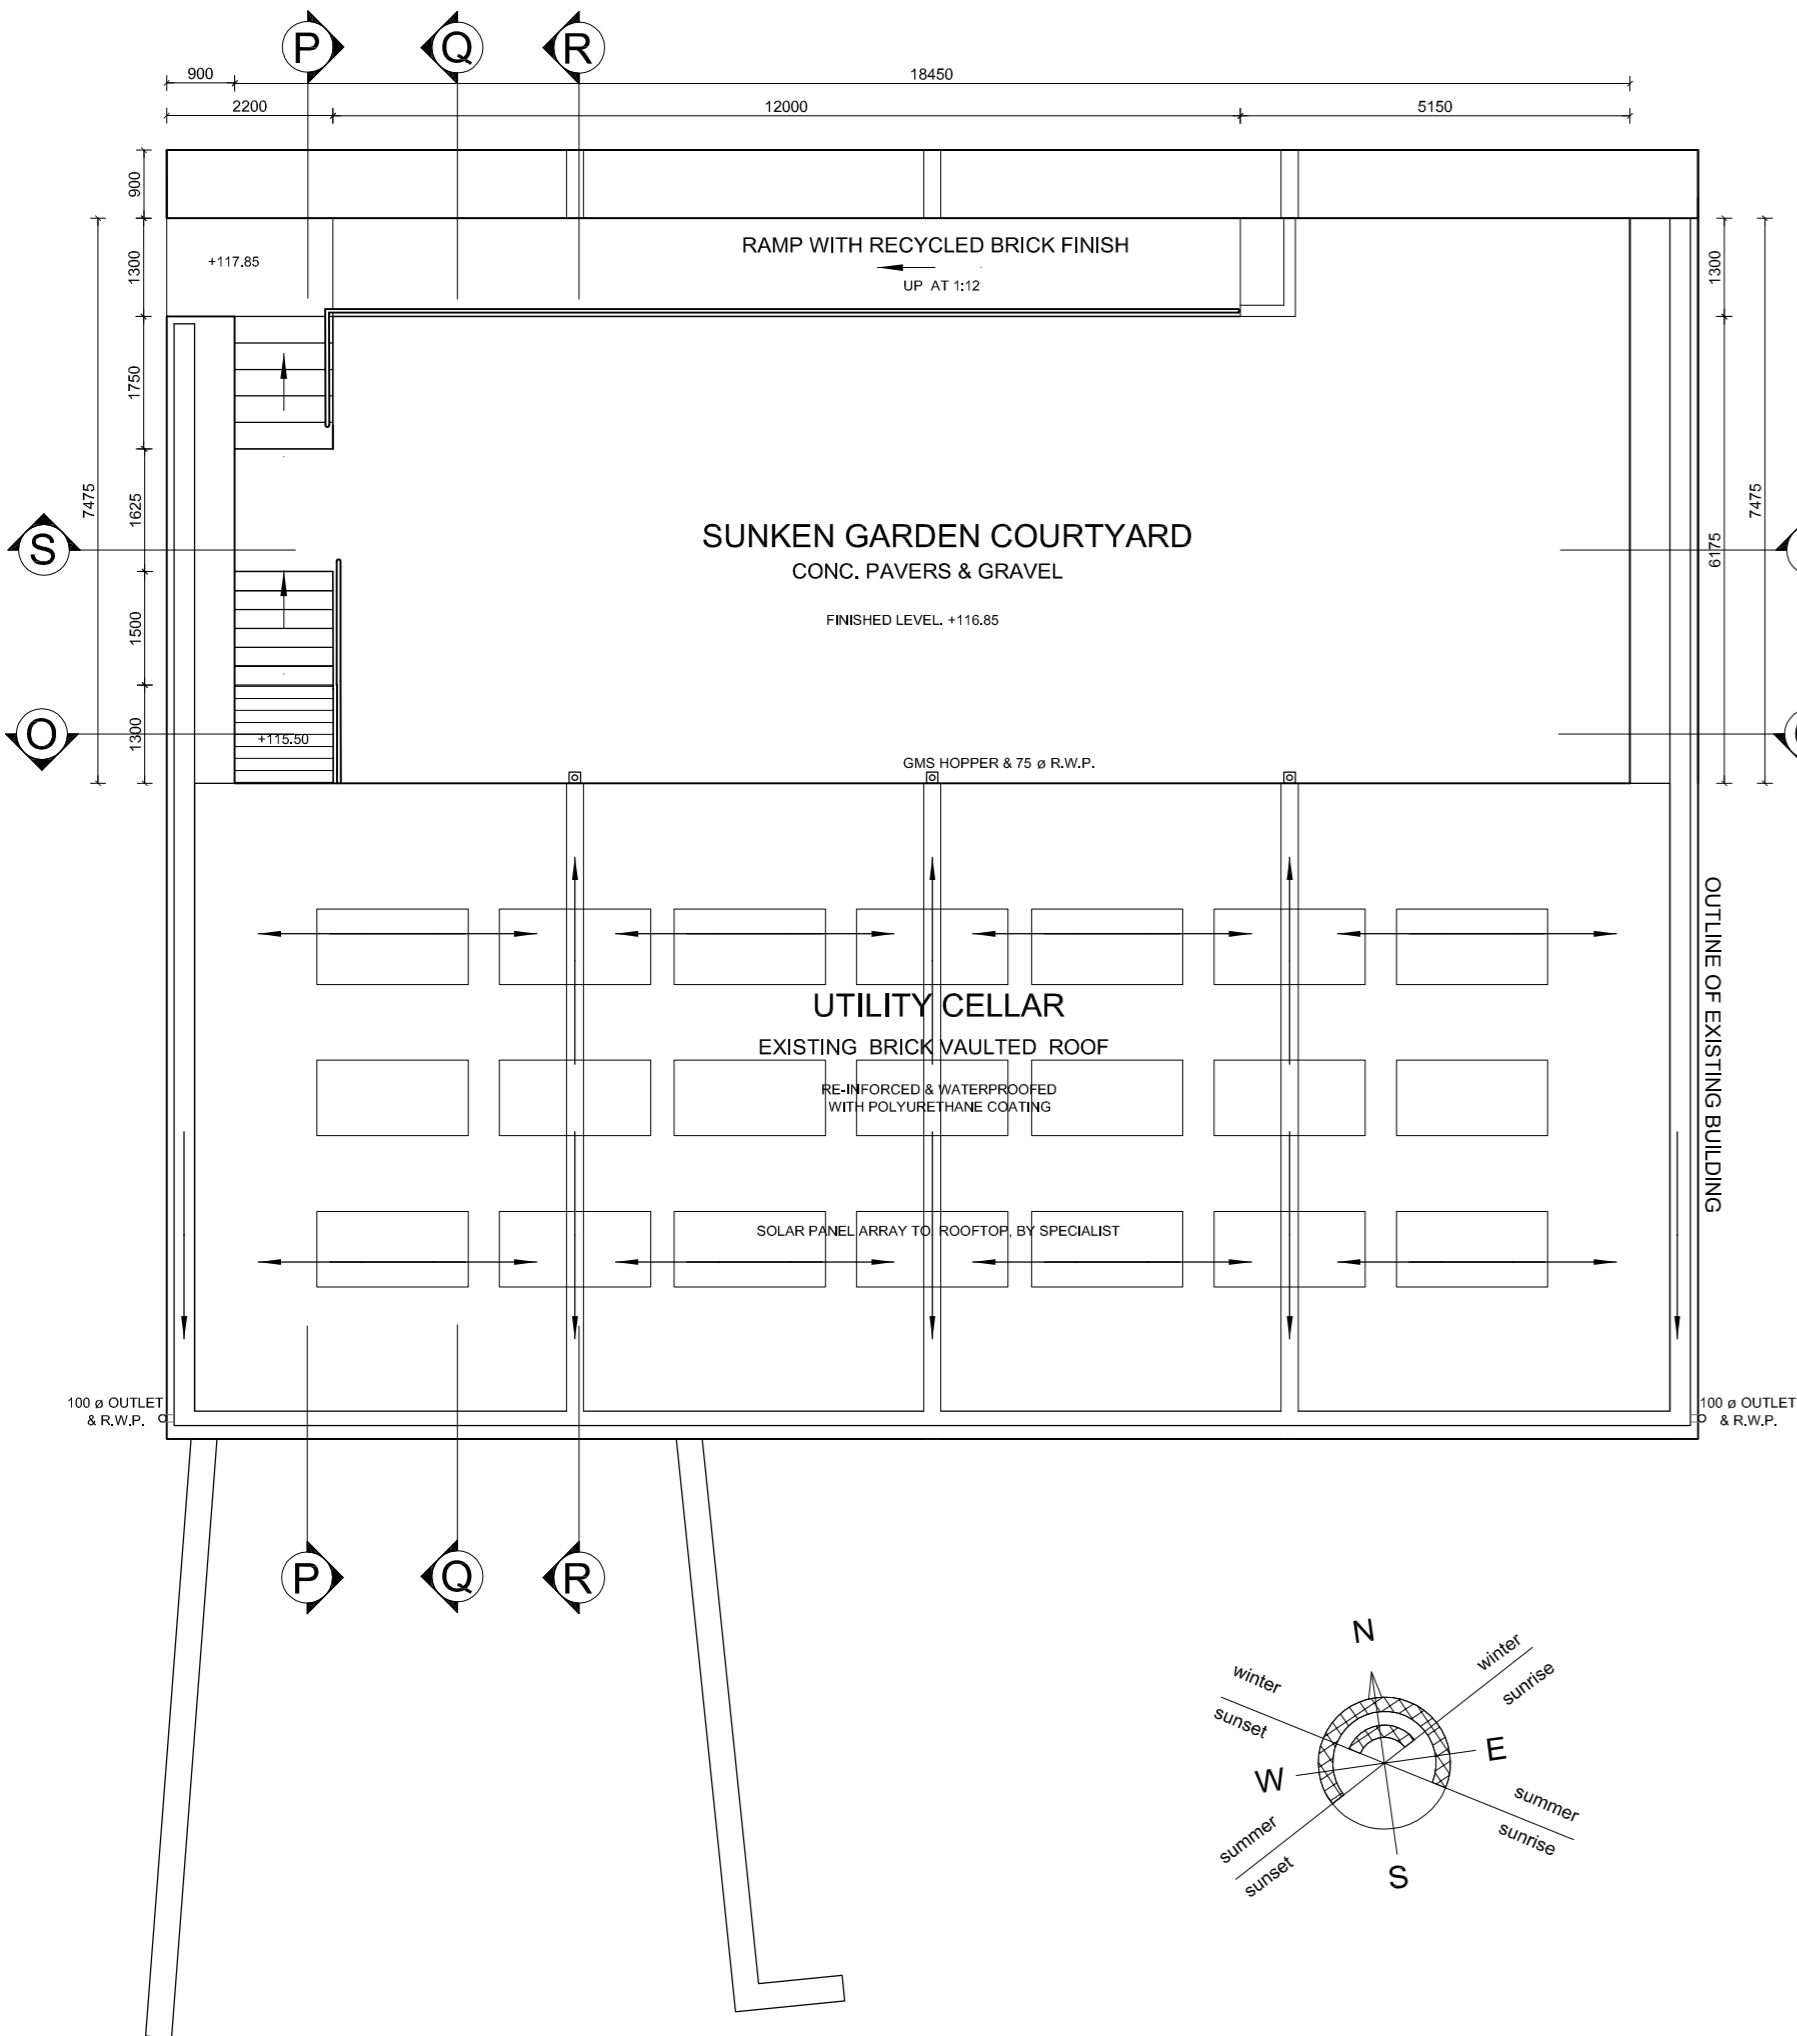 P
Q
R
900
18450
2200
12000
5150
900
1300
1750
1625
1500
1300
7475
RAMP WITH RECYCLED BRICK FINISH
+117.85
UP AT 1:12
1300
6175
7475
S
SUNKEN GARDEN COURTYARD
CONC. PAVERS & GRAVEL
FINISHED LEVEL. +116.85
O
+115.50
GMS HOPPER & 75 ø R.W.P.
OUTLINE OF EXISTING BUILDING
UTILITY CELLAR
EXISTING BRICK VAULTED ROOF
RE-INFORCED & WATERPROOFED
WITH POLYURETHANE COATING
SOLAR PANEL ARRAY TO ROOFTOP, BY SPECIALIST
100 ø OUTLET
& R.W.P.
100 ø OUTLET
& R.W.P.
P
Q
R
N
winter
sunset
winter
sunrise
E
W
summer
sunrise
summer
sunset
S